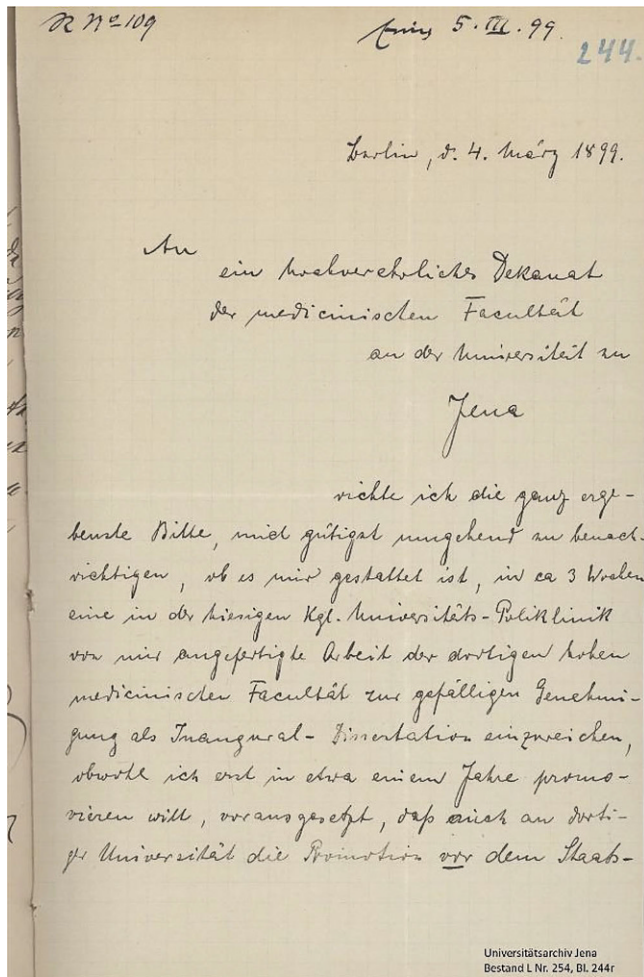 R No 109
5. III. 99.
244.
Berlin, d. 4. März 1899.
An
ein hochverehrliches Dekanat
der medicinischen Facultät
an der Universität zu
Jena
richte ich die ganz erge-
benste Bitte, mich gütigst umgehend zu benach-
richtigen, ob es mir gestattet ist, in ca 3 Wochen
eine in der hiesigen Kgl. Universitäts-Poliklinik
von mir angefertigte Arbeit der dortigen hohen
medicinischen Facultät zur gefälligen Genehmi-
gung als Inaugural-Dissertation einzureichen,
obwohl ich erst in etwa einem Jahre promo-
vieren will, vorausgesetzt, daß auch an dorti-
ger Universität die Promotion vor dem Staats-
Universitätsarchiv Jena
Bestand L Nr. 254, Bl. 244r